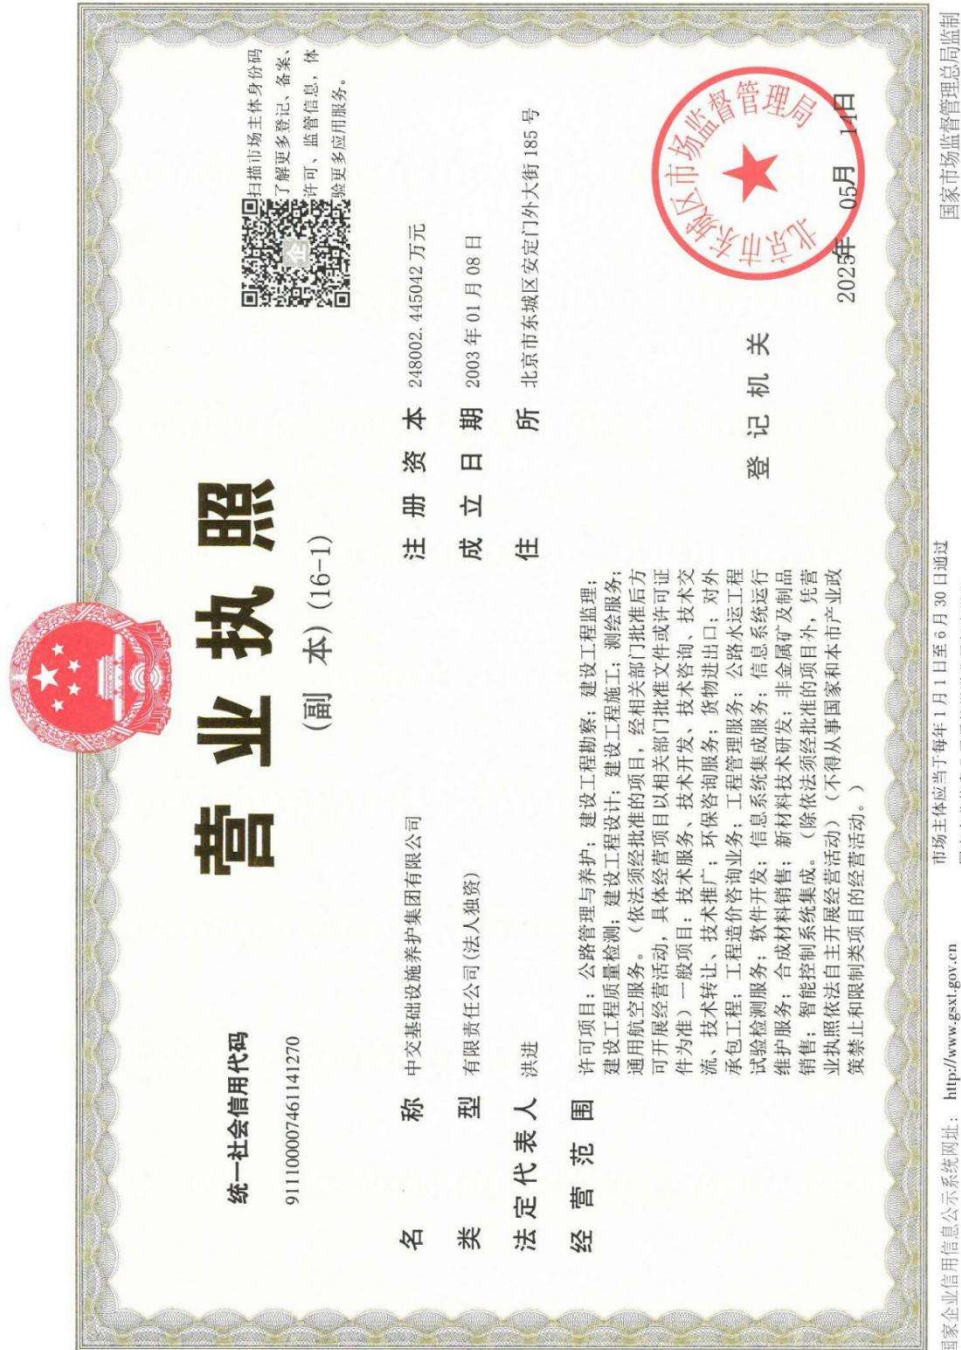 统一社会信用代码
91110000746114127O
营业执照
(副 本)(16-1)
扫描市场主体身份码
了解更多登记、备案、
许可、监管信息，体
验更多应用服务。
企
名 称 中交基础设施养护集团有限公司
类 型 有限责任公司(法人独资)
法定代表人 洪进
经营范围
许可项目：公路管理与养护；建设工程勘察；建设工程监理；
建设工程质量检测；建设工程设计；建设工程施工；测绘服务；
通用航空服务。（依法须经批准的项目，经相关部门批准后方
可开展经营活动，具体经营项目以相关部门批准文件或许可证
件为准）一般项目：技术服务、技术开发、技术咨询、技术交
流、技术转让、技术推广；环保咨询服务；货物进出口；对外
承包工程；工程造价咨询业务；工程管理服务；公路水运工程
试验检测服务；软件开发；信息系统集成服务；信息系统运行
维护服务；合成材料销售；新材料技术研发；非金属矿及制品
销售；智能控制系统集成。（除依法须经批准的项目外，凭营
业执照依法自主开展经营活动）（不得从事国家和本市产业政
策禁止和限制类项目的经营活动。）
注册资本 248002.445042 万元
成立日期 2003 年 01 月 08 日
住 所 北京市东城区安定门外大街 185 号
登记机关
北京市东城区市场监督管理局
2025年 05月 14日
国家企业信用信息公示系统网址： http://www.gsxt.gov.cn
市场主体应当于每年 1 月 1 日至 6 月 30 日通过
国家市场监督管理总局监制